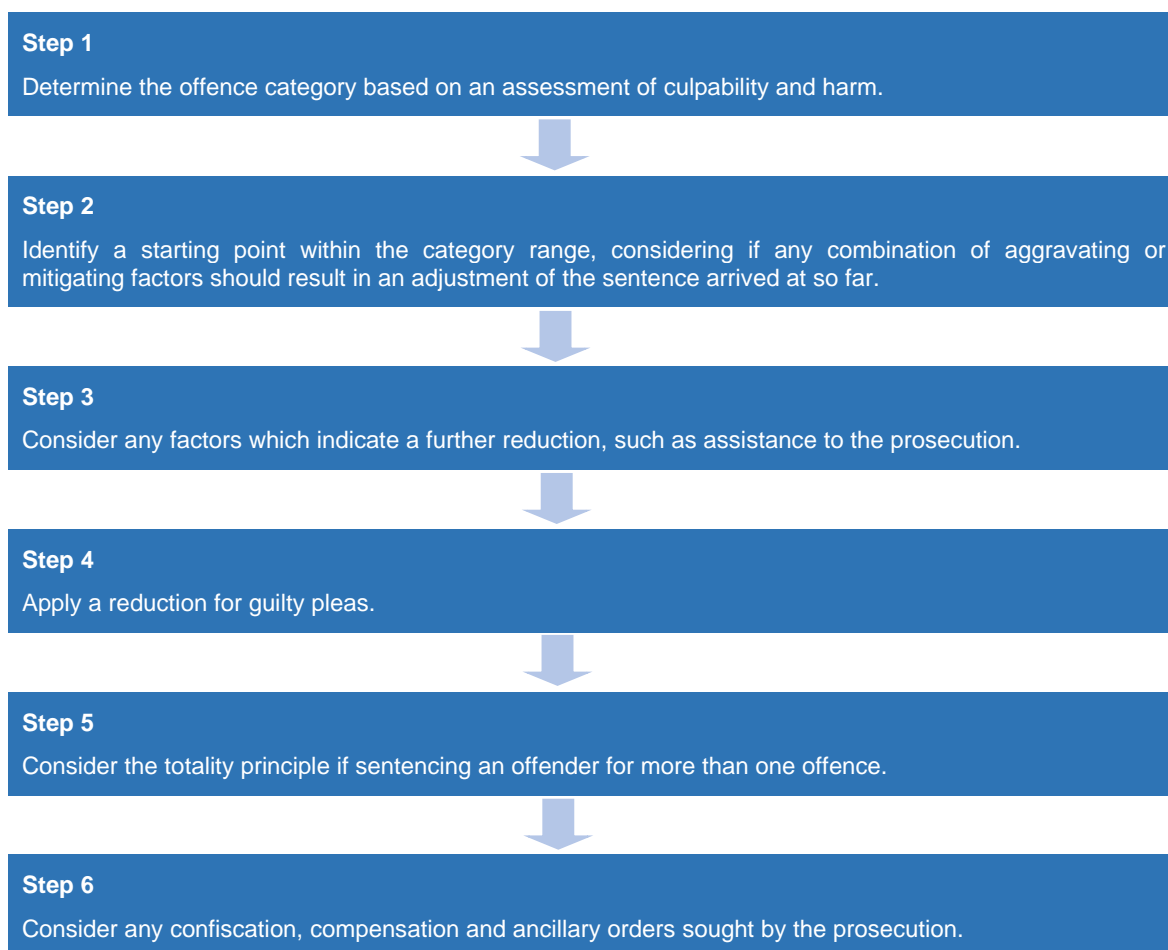 Step 1
Determine the offence category based on an assessment of culpability and harm.
Step 2
Identify a starting point within the category range, considering if any combination of aggravating or
mitigating factors should result in an adjustment of the sentence arrived at so far.
Step 3
Consider any factors which indicate a further reduction, such as assistance to the prosecution.
Step 4
Apply a reduction for guilty pleas.
Step 5
Consider the totality principle if sentencing an offender for more than one offence.
Step 6
Consider any confiscation, compensation and ancillary orders sought by the prosecution.